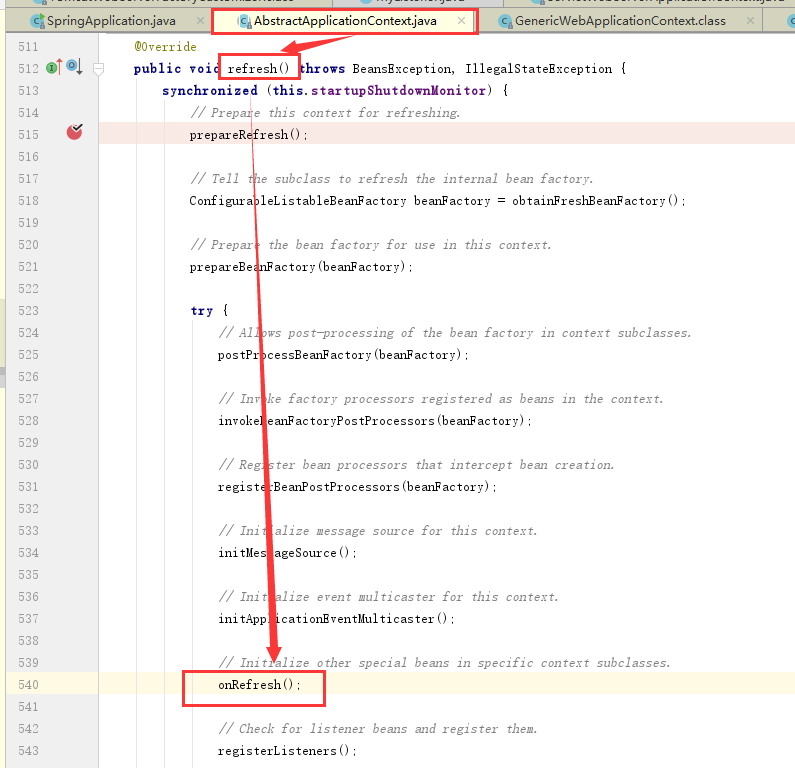 SpringApplication.java × AbstractApplicationContext.java × GenericWebApplicationContext.class ×
511 @Override
512 public void refresh() throws BeansException, IllegalStateException {
513 synchronized (this.startupShutdownMonitor) {
514 // Prepare this context for refreshing.
515 prepareRefresh();
516
517 // Tell the subclass to refresh the internal bean factory.
518 ConfigurableListableBeanFactory beanFactory = obtainFreshBeanFactory();
519
520 // Prepare the bean factory for use in this context.
521 prepareBeanFactory(beanFactory);
522
523 try {
524 // Allows post-processing of the bean factory in context subclasses.
525 postProcessBeanFactory(beanFactory);
526
527 // Invoke factory processors registered as beans in the context.
528 invokeBeanFactoryPostProcessors(beanFactory);
529
530 // Register bean processors that intercept bean creation.
531 registerBeanPostProcessors(beanFactory);
532
533 // Initialize message source for this context.
534 initMessageSource();
535
536 // Initialize event multicaster for this context.
537 initApplicationEventMulticaster();
538
539 // Initialize other special beans in specific context subclasses.
540 onRefresh();
541
542 // Check for listener beans and register them.
543 registerListeners();